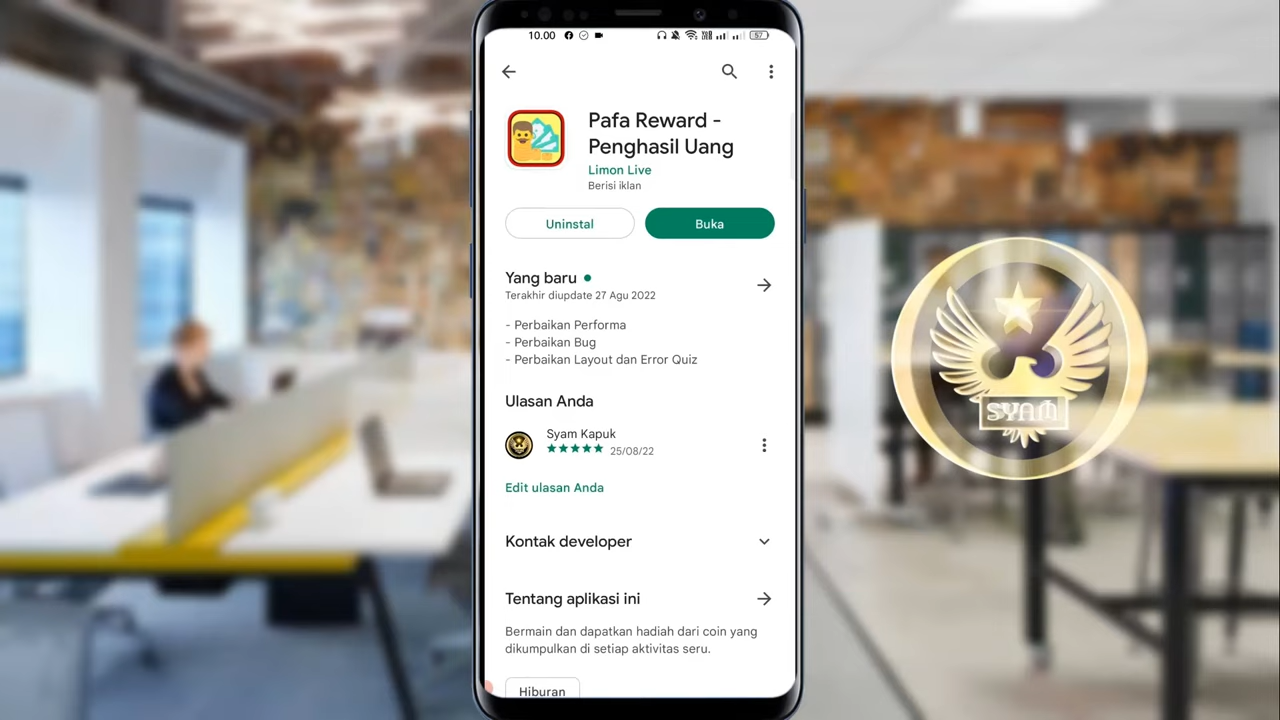 10.00
57
Pafa Reward -
Penghasil Uang
Limon Live
Berisi iklan
Uninstal
Buka
Yang baru
Terakhir diupdate 27 Agu 2022
- Perbaikan Performa
- Perbaikan Bug
- Perbaikan Layout dan Error Quiz
Ulasan Anda
Syam Kapuk
25/08/22
Edit ulasan Anda
Kontak developer
Tentang aplikasi ini
Bermain dan dapatkan hadiah dari coin yang
dikumpulkan di setiap aktivitas seru.
Hiburan
SYAM